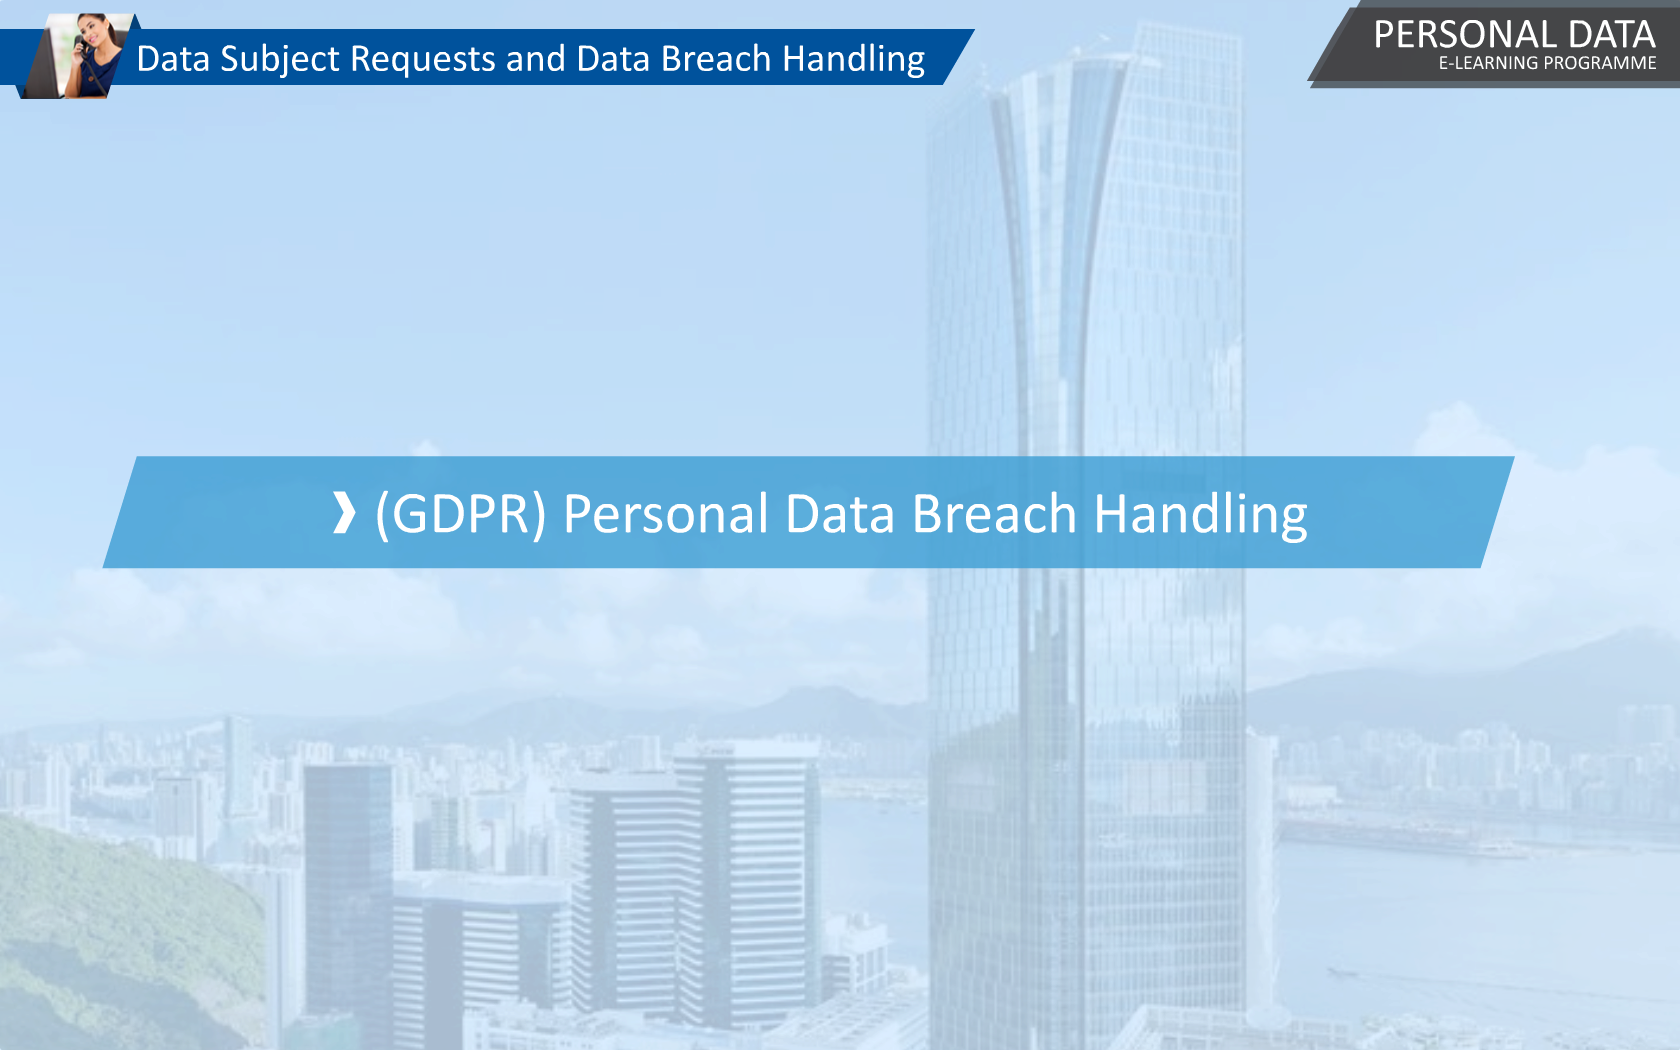 Data Subject Requests and Data Breach Handling
PERSONAL DATA
E-LEARNING PROGRAMME
(GDPR) Personal Data Breach Handling